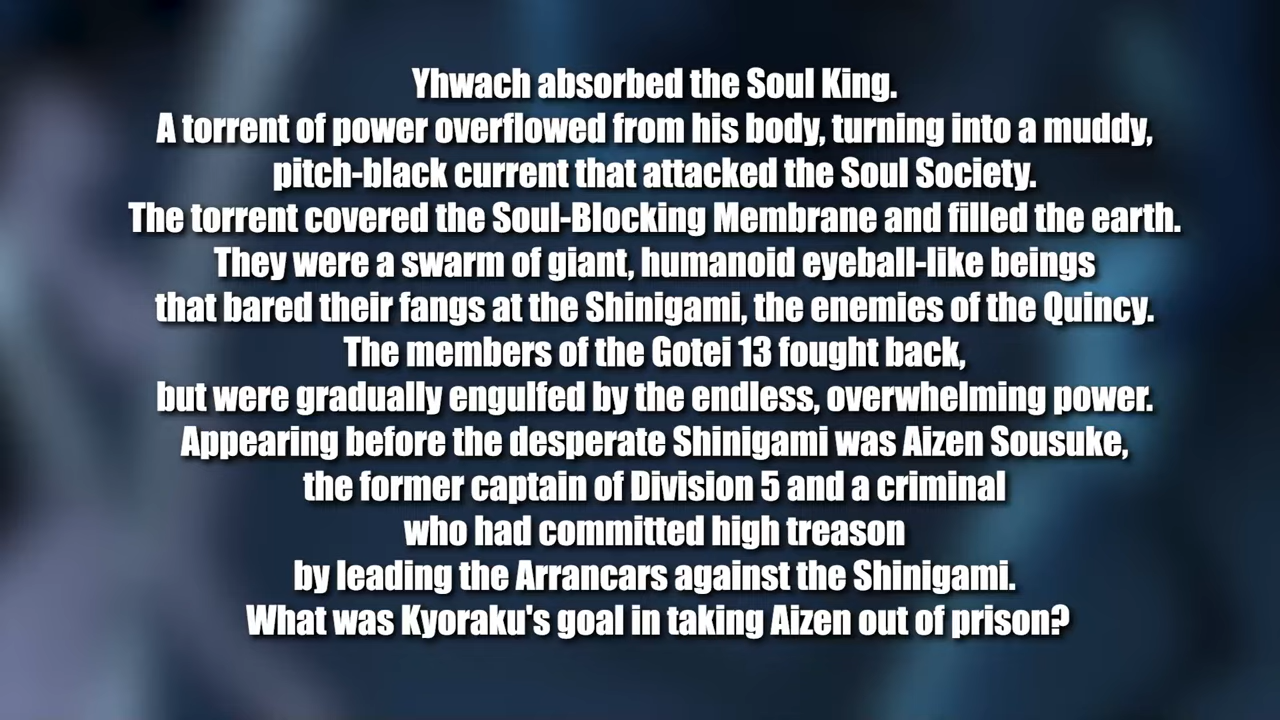 Yhwach absorbed the Soul King.
A torrent of power overflowed from his body, turning into a muddy,
pitch-black current that attacked the Soul Society.
The torrent covered the Soul-Blocking Membrane and filled the earth.
They were a swarm of giant, humanoid eyeball-like beings
that bared their fangs at the Shinigami, the enemies of the Quincy.
The members of the Gotei 13 fought back,
but were gradually engulfed by the endless, overwhelming power.
Appearing before the desperate Shinigami was Aizen Sousuke,
the former captain of Division 5 and a criminal
who had committed high treason
by leading the Arrancars against the Shinigami.
What was Kyoraku's goal in taking Aizen out of prison?